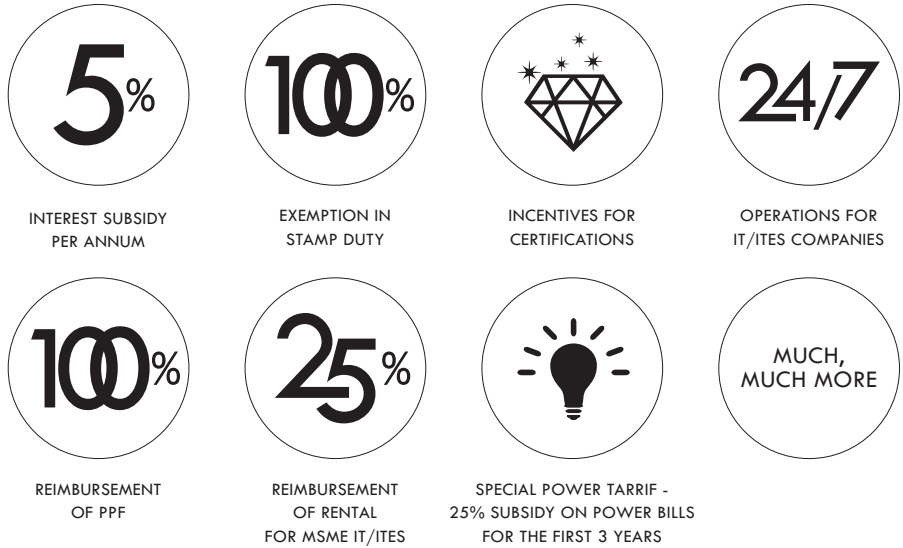 5%
INTEREST SUBSIDY
PER ANNUM
100%
EXEMPTION IN
STAMP DUTY
INCENTIVES FOR
CERTIFICATIONS
24/7
OPERATIONS FOR
IT/ITES COMPANIES
100%
REIMBURSEMENT
OF PPF
25%
REIMBURSEMENT
OF RENTAL
FOR MSME IT/ITES
SPECIAL POWER TARRIF -
25% SUBSIDY ON POWER BILLS
FOR THE FIRST 3 YEARS
MUCH,
MUCH MORE